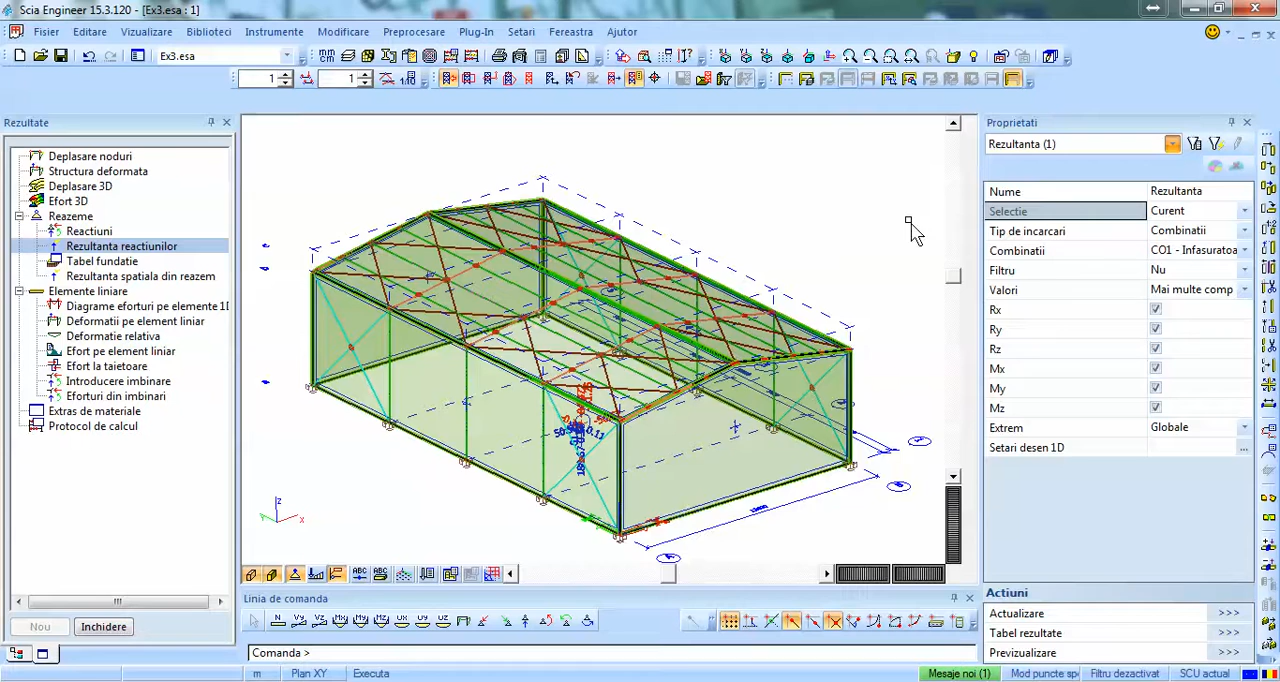 Scia Engineer 15.3.120 - [Ex3.esa : 1]
Fisier Editare Vizualizare Biblioteci Instrumente Modificare Preprocesare Plug-In Setari Fereastra Ajutor
Ex3.esa
1 1
Rezultate
Deplasare noduri
Structura deformata
Deplasare 3D
Efort 3D
Reazeme
Reactiuni
Rezultanta reactiunilor
Tabel fundatie
Rezultanta spatiala din reazem
Elemente liniare
Diagrame eforturi pe elemente 1D
Deformatii pe element liniar
Deformatie relativa
Efort pe element liniar
Efort la taietoare
Introducere imbinare
Eforturi din imbinari
Extras de materiale
Protocol de calcul
Nou Inchidere
z
x
Proprietati
Rezultanta (1)
Nume Rezultanta
Selectie Curent
Tip de incarcari Combinatii
Combinatii CO1 - Infasuratoa
Filtru Nu
Valori Mai multe comp
Rx
Ry
Rz
Mx
My
Mz
Extrem Globale
Setari desen 1D ...
Actiuni
Actualizare >>>
Tabel rezultate >>>
Previzualizare >>>
Linia de comanda
Comanda >
m Plan XY Executa Mesaje noi (1) Mod puncte sp Filtru dezactivat SCU actual